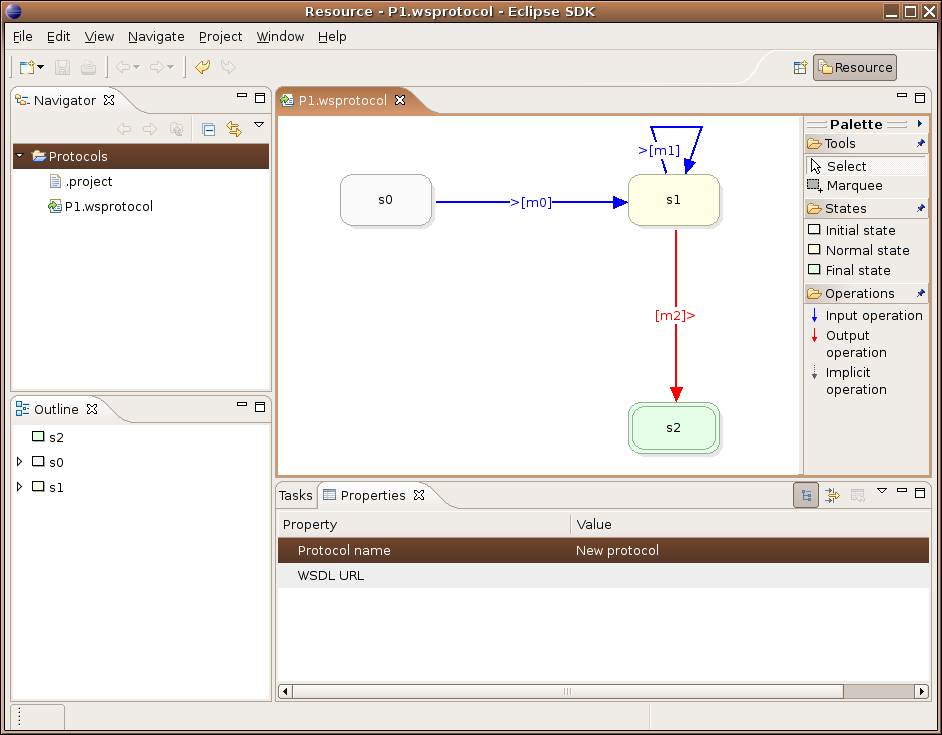 Resource - P1.wsprotocol - Eclipse SDK
File Edit View Navigate Project Window Help
Resource
Navigator
Protocols
.project
P1.wsprotocol
Outline
s2
s0
s1
P1.wsprotocol
>[m1]
s0
>[m0]
s1
[m2]>
s2
Palette
Tools
Select
Marquee
States
Initial state
Normal state
Final state
Operations
Input operation
Output
operation
Implicit
operation
Tasks Properties
Property Value
Protocol name New protocol
WSDL URL